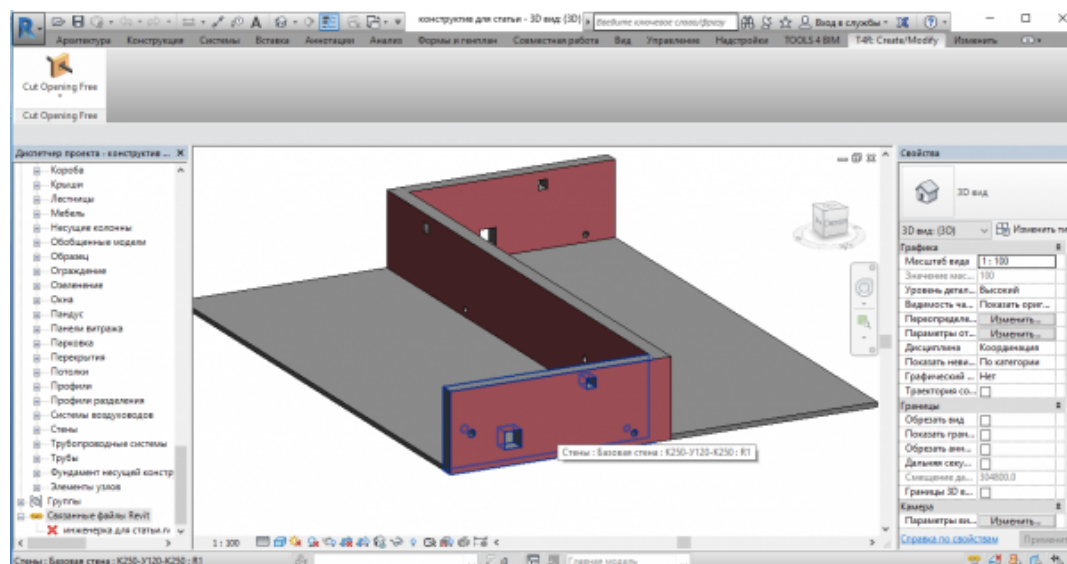 конструктив для статьи - 3D вид: {3D}
Введите ключевое слово/фразу
Вход в службы
Архитектура Конструкция Системы Вставка Аннотации Анализ Формы и генплан Совместная работа Вид Управление Надстройки TOOLS 4 BIM T4R: Create/Modify Изменить
Cut Opening Free
Cut Opening Free
Диспетчер проекта - конструктив ...
Короба
Крыши
Лестницы
Мебель
Несущие колонны
Обобщенные модели
Образец
Ограждение
Озеленение
Окна
Пандус
Панели витража
Парковка
Перекрытия
Потолки
Профили
Профили разделения
Системы воздуховодов
Стены
Трубопроводные системы
Трубы
Фундамент несущей констр
Элементы узлов
Группы
Связанные файлы Revit
инженерка для статьи.rv
Стены : Базовая стена : К250-У120-К250 : R1
1 : 100
Свойства
3D вид
3D вид: {3D} Изменить ти
Графика
Масштаб вида 1 : 100
Значение мас... 100
Уровень детал... Высокий
Видимость ча... Показать ориг...
Переопределе... Изменить...
Параметры от... Изменить...
Дисциплина Координация
Показать неви... По категории
Графический ... Нет
Траектория со...
Границы
Обрезать вид
Показать гран...
Обрезать анн...
Дальняя секу...
Смещение да... 304800.0
Границы 3D в...
Камера
Параметры ви... Изменить...
Справка по свойствам Применить
Стены : Базовая стена : К250-У120-К250 : R1
Главная модель